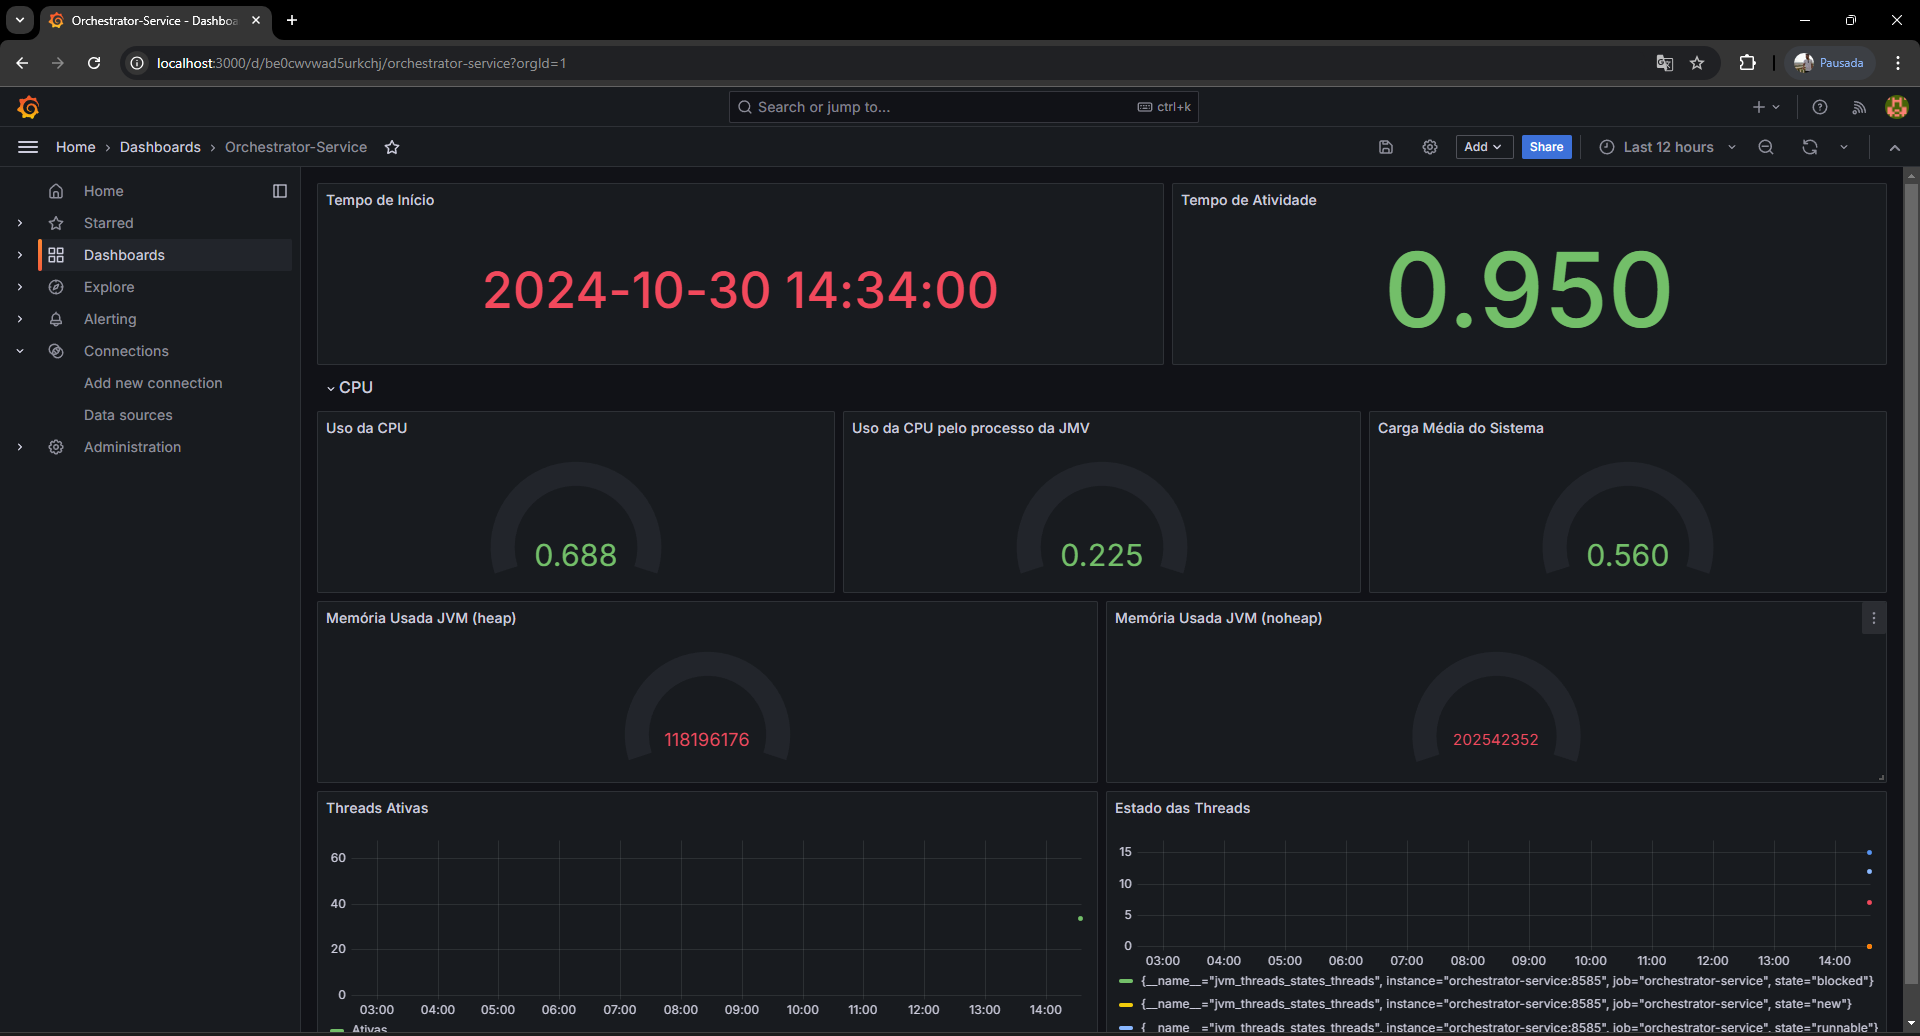 Orchestrator-Service - Dashboa
localhost:3000/d/be0cwvwad5urkchj/orchestrator-service?orgId=1
Pausada
Search or jump to...
ctrl+k
Home › Dashboards › Orchestrator-Service
Add
Share
Last 12 hours
Home
Starred
Dashboards
Explore
Alerting
Connections
Add new connection
Data sources
Administration
Tempo de Início
2024-10-30 14:34:00
Tempo de Atividade
0.950
CPU
Uso da CPU
0.688
Uso da CPU pelo processo da JMV
0.225
Carga Média do Sistema
0.560
Memória Usada JVM (heap)
118196176
Memória Usada JVM (noheap)
202542352
Threads Ativas
60
40
20
0
03:00 04:00 05:00 06:00 07:00 08:00 09:00 10:00 11:00 12:00 13:00 14:00
Ativas
Estado das Threads
15
10
5
0
03:00 04:00 05:00 06:00 07:00 08:00 09:00 10:00 11:00 12:00 13:00 14:00
{__name__="jvm_threads_states_threads", instance="orchestrator-service:8585", job="orchestrator-service", state="blocked"}
{__name__="jvm_threads_states_threads", instance="orchestrator-service:8585", job="orchestrator-service", state="new"}
{__name__="jvm_threads_states_threads", instance="orchestrator-service:8585", job="orchestrator-service", state="runnable"}